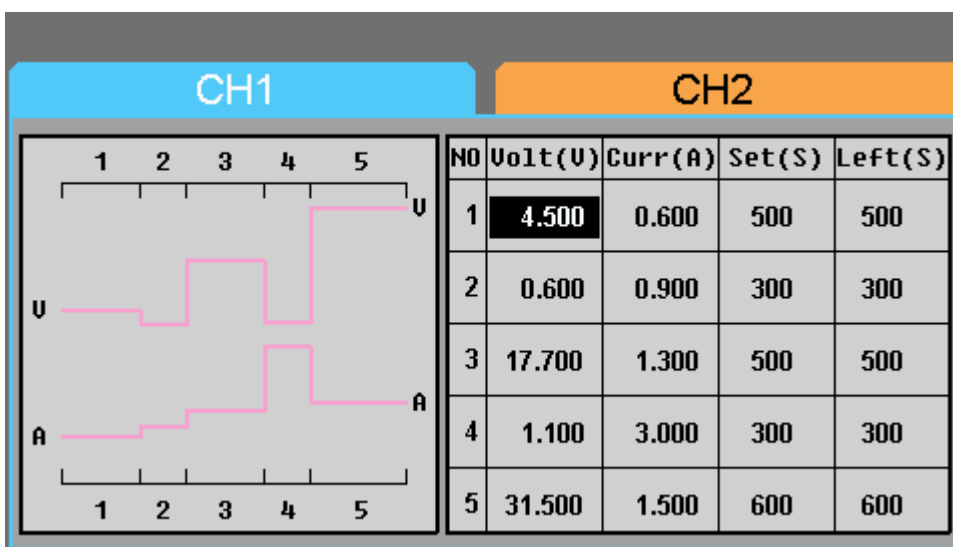 CH1 CH2
1 2 3 4 5
V
V
A
A
1 2 3 4 5
NO Volt(V) Curr(A) Set(S) Left(S)
1 4.500 0.600 500 500
2 0.600 0.900 300 300
3 17.700 1.300 500 500
4 1.100 3.000 300 300
5 31.500 1.500 600 600